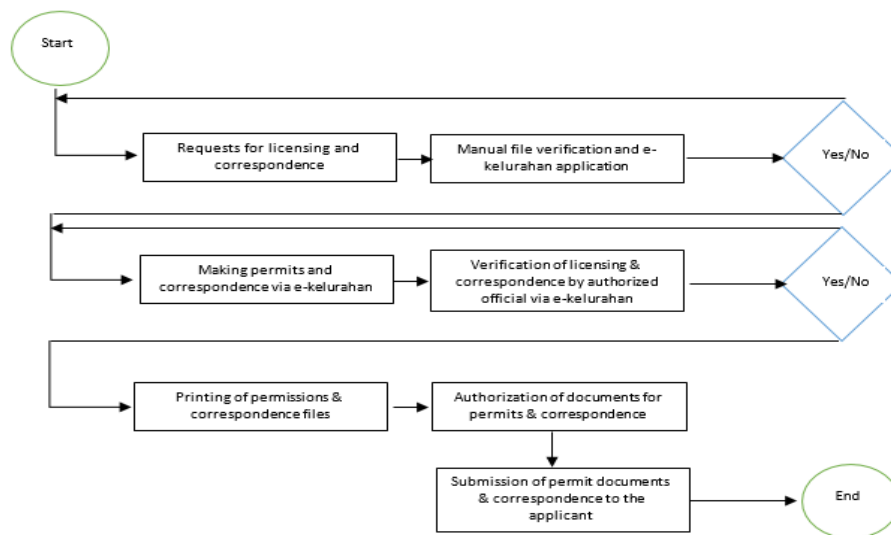 Start
Requests for licensing and
correspondence
Manual file verification and e-
kelurahan application
Yes/No
Making permits and
correspondence via e-kelurahan
Verification of licensing &
correspondence by authorized
official via e-kelurahan
Yes/No
Printing of permissions &
correspondence files
Authorization of documents for
permits & correspondence
Submission of permit documents
& correspondence to the
applicant
End